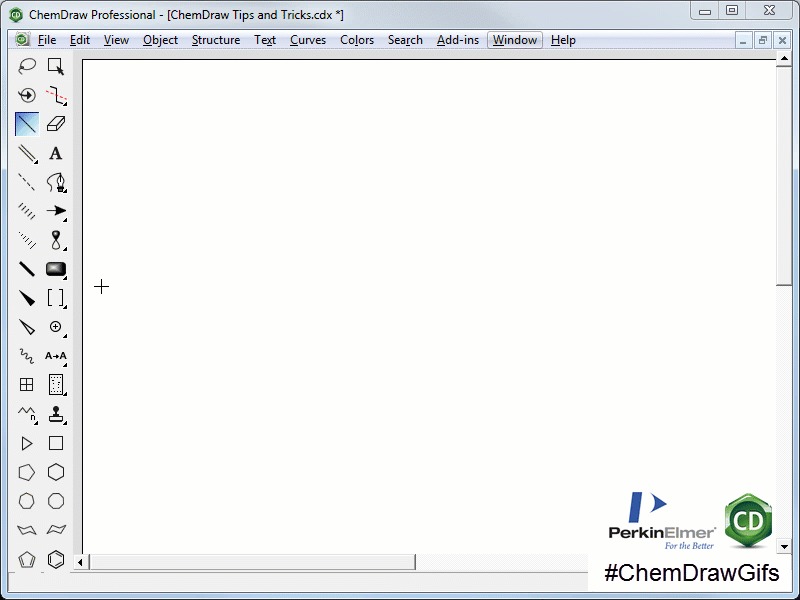 ChemDraw Professional - [ChemDraw Tips and Tricks.cdx *]
File Edit View Object Structure Text Curves Colors Search Add-ins Window Help
A
A→A
n
CD
PerkinElmer®
For the Better
#ChemDrawGifs